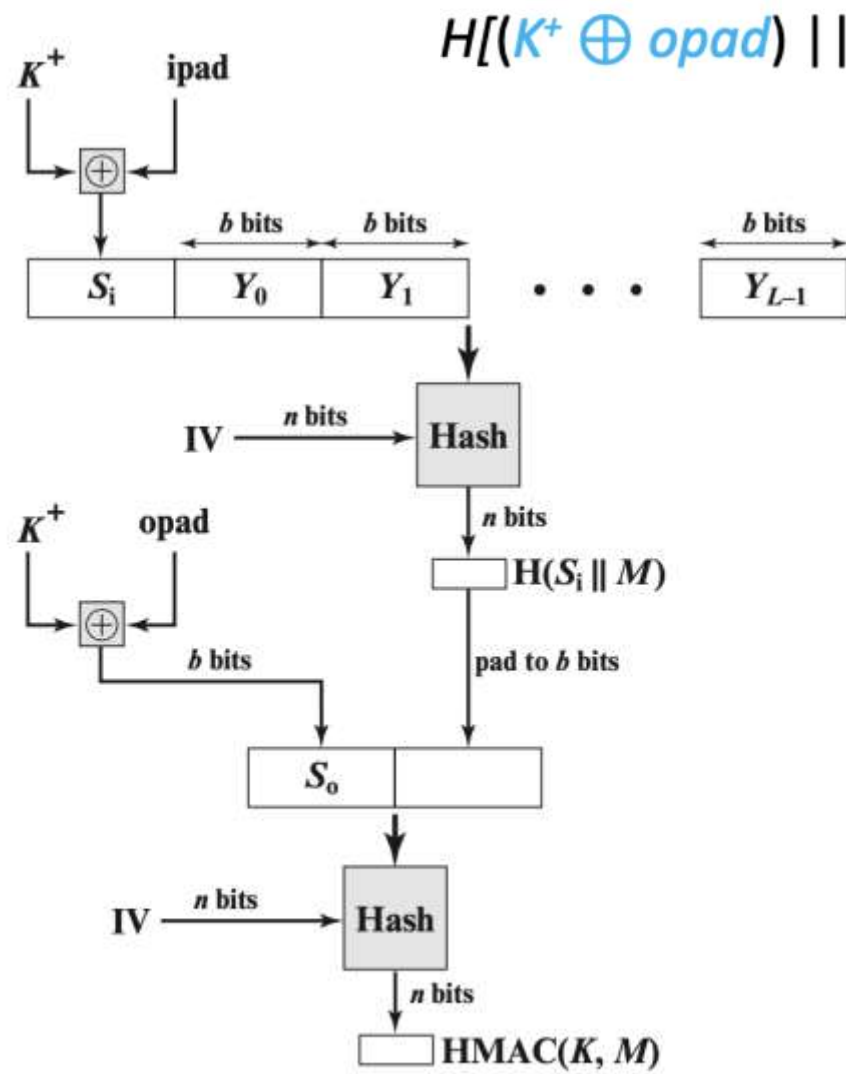 H[(K⁺ ⊕ opad) ||
K⁺ ipad
b bits b bits b bits
Sᵢ Y₀ Y₁ • • • Y_{L–1}
n bits
IV Hash
n bits
K⁺ opad
H(Sᵢ || M)
b bits pad to b bits
Sₒ
n bits
IV Hash
n bits
HMAC(K, M)